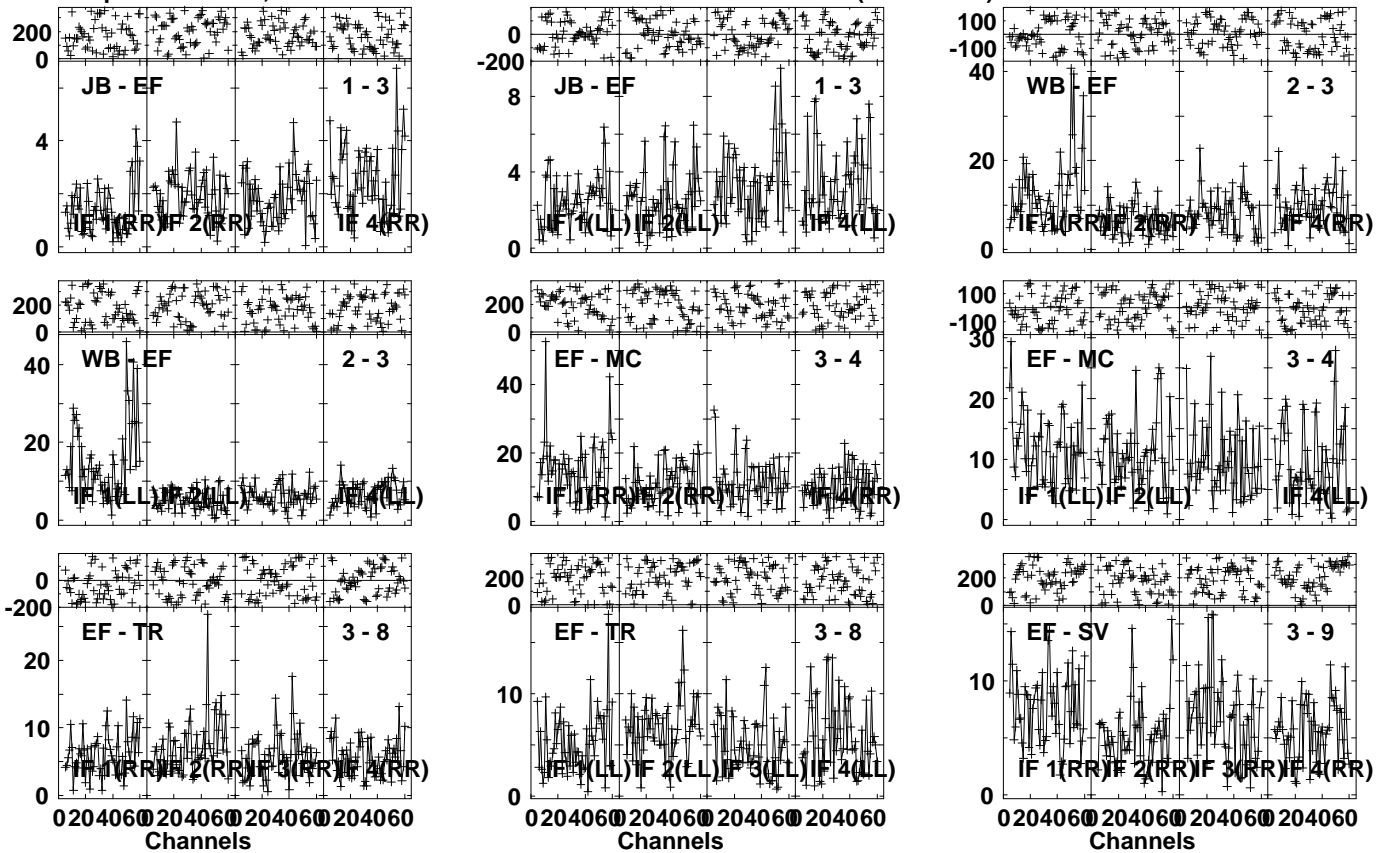 200
0
JB - EF
1 - 3
4
0
IF 1(RR)
IF 2(RR)
IF 4(RR)
0
-200
JB - EF
1 - 3
8
4
0
IF 1(LL)
IF 2(LL)
IF 4(LL)
100
-100
40
WB - EF
2 - 3
20
0
IF 1(RR)
IF 2(RR)
IF 4(RR)
200
0
WB - EF
2 - 3
40
20
0
IF 1(LL)
IF 2(LL)
IF 4(LL)
200
0
EF - MC
3 - 4
40
20
0
IF 1(RR)
IF 2(RR)
IF 4(RR)
100
-100
30
EF - MC
3 - 4
20
10
0
IF 1(LL)
IF 2(LL)
IF 4(LL)
0
-200
EF - TR
3 - 8
20
10
0
IF 1(RR)
IF 2(RR)
IF 3(RR)
IF 4(RR)
0 20 40 60 0 20 40 60 0 20 40 60 0 20 40 60
Channels
200
0
EF - TR
3 - 8
10
0
IF 1(LL)
IF 2(LL)
IF 3(LL)
IF 4(LL)
0 20 40 60 0 20 40 60 0 20 40 60 0 20 40 60
Channels
200
0
EF - SV
3 - 9
10
0
IF 1(RR)
IF 2(RR)
IF 3(RR)
IF 4(RR)
0 20 40 60 0 20 40 60 0 20 40 60 0 20 40 60
Channels